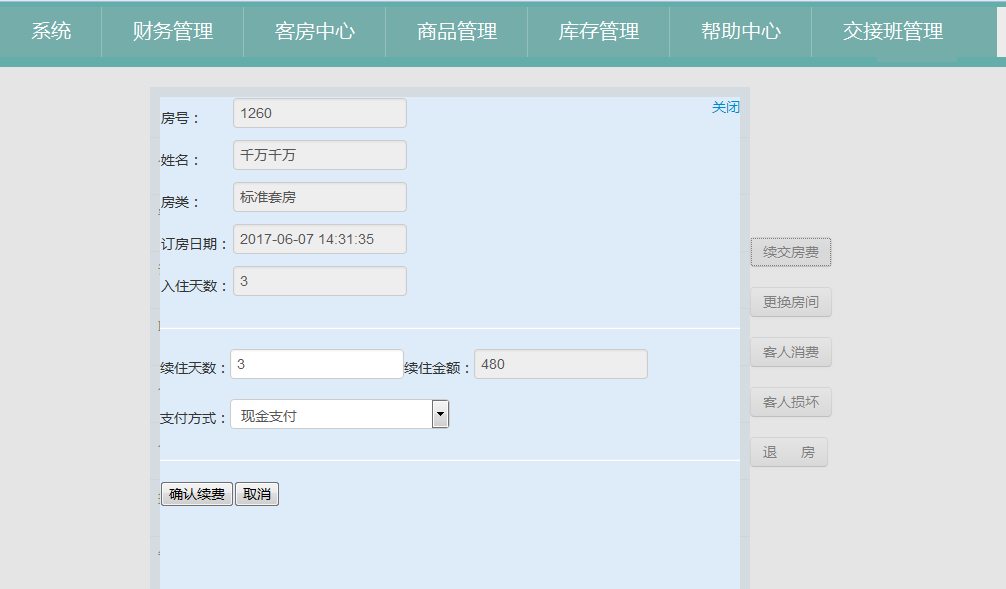 系统 财务管理 客房中心 商品管理 库存管理 帮助中心 交接班管理
关闭
房号： 1260
姓名： 千万千万
房类： 标准套房
订房日期： 2017-06-07 14:31:35
入住天数： 3
续住天数： 3 续住金额： 480
支付方式： 现金支付
确认续费 取消
续交房费
更换房间
客人消费
客人损坏
退 房